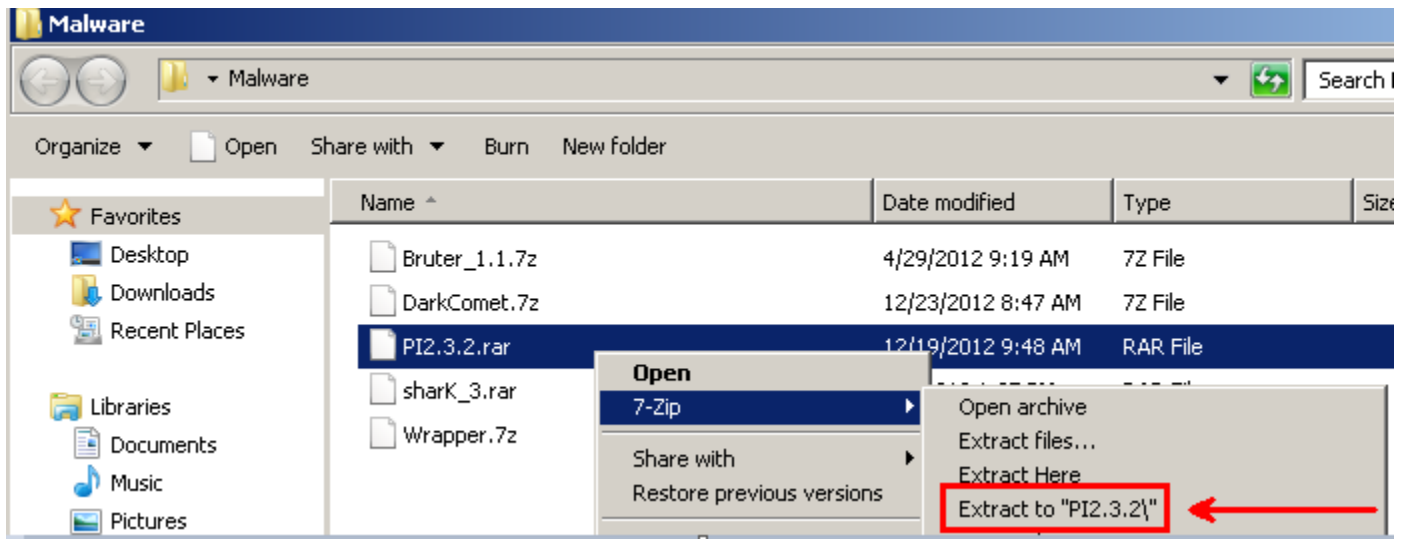 Malware
Malware
Search
Organize Open Share with Burn New folder
Favorites
Desktop
Downloads
Recent Places
Libraries
Documents
Music
Pictures
Name Date modified Type
Bruter_1.1.7z 4/29/2012 9:19 AM 7Z File
DarkComet.7z 12/23/2012 8:47 AM 7Z File
PI2.3.2.rar 12/19/2012 9:48 AM RAR File
sharK_3.rar
Wrapper.7z
Open
7-Zip
Share with
Restore previous versions
Open archive
Extract files...
Extract Here
Extract to "PI2.3.2\"